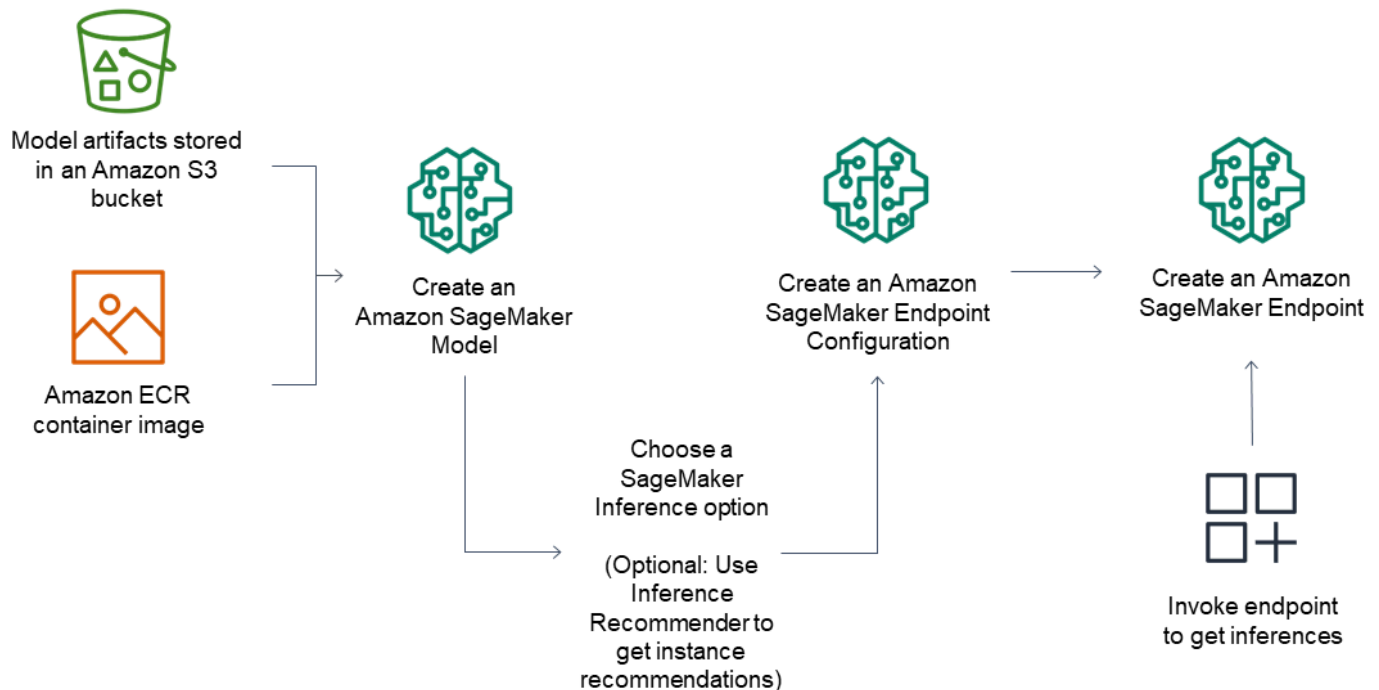 Model artifacts stored
in an Amazon S3
bucket
Amazon ECR
container image
Create an
Amazon SageMaker
Model
Choose a
SageMaker
Inference option
(Optional: Use
Inference
Recommender to
get instance
recommendations)
Create an Amazon
SageMaker Endpoint
Configuration
Create an Amazon
SageMaker Endpoint
Invoke endpoint
to get inferences